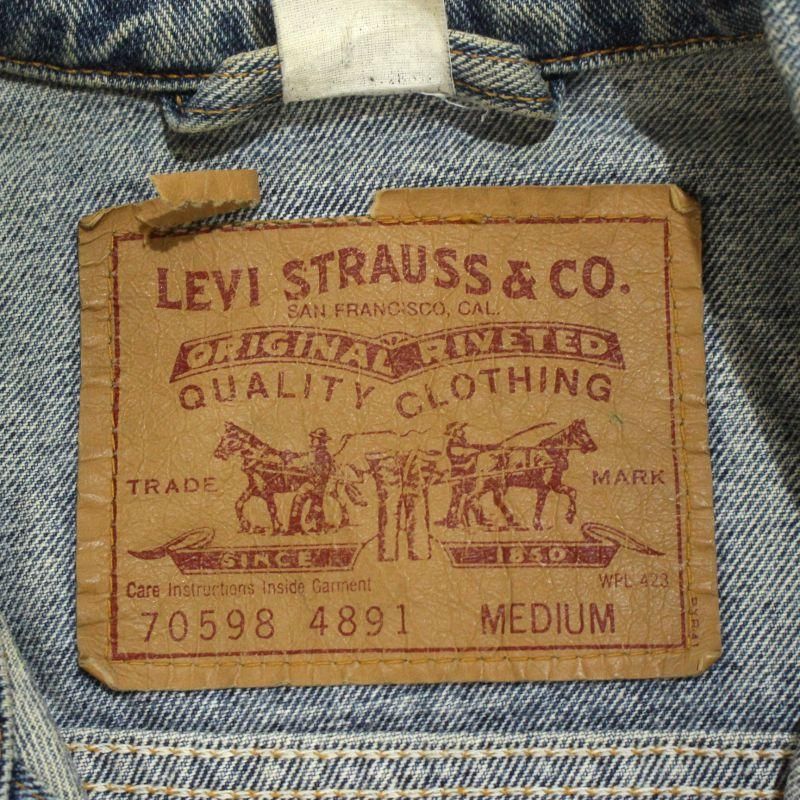 LEVI STRAUSS & CO.
SAN FRANCISCO, CAL.
ORIGINAL RIVETED
QUALITY CLOTHING
TRADE MARK
SINCE 1850
Care Instructions Inside Garment WPL 423
70598 4891 MEDIUM